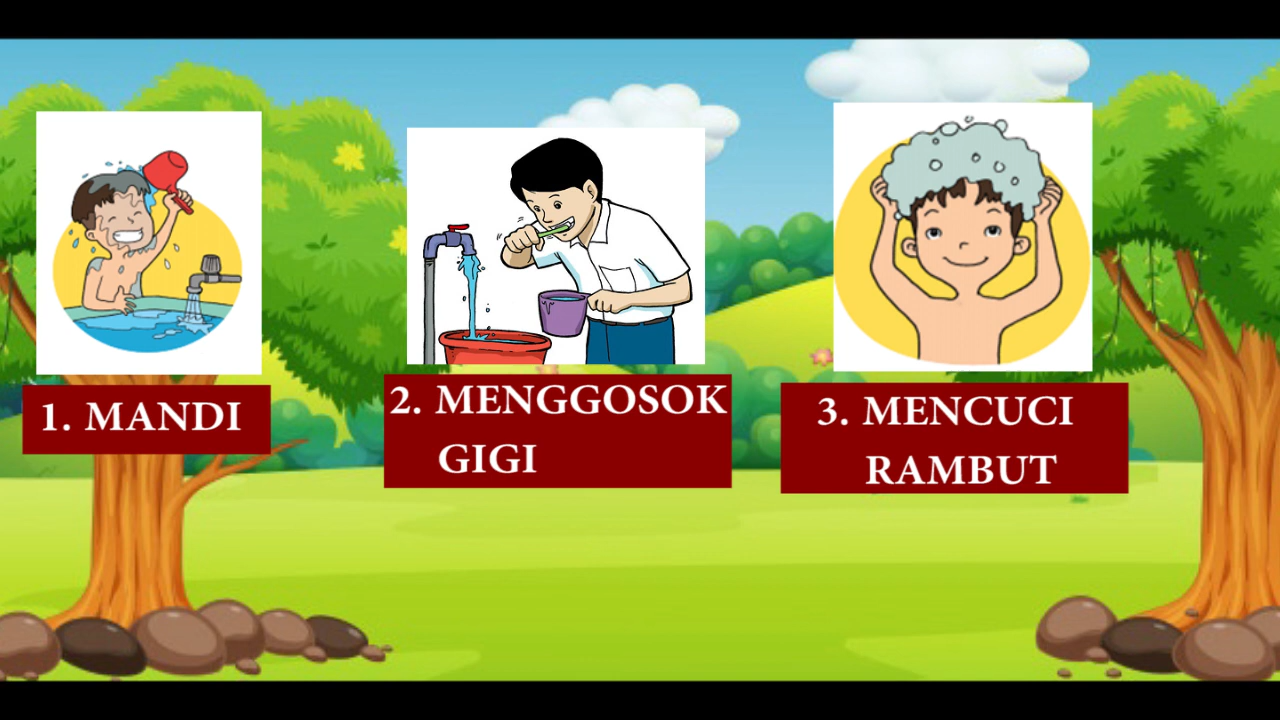 1. MANDI
2. MENGGOSOK
GIGI
3. MENCUCI
RAMBUT